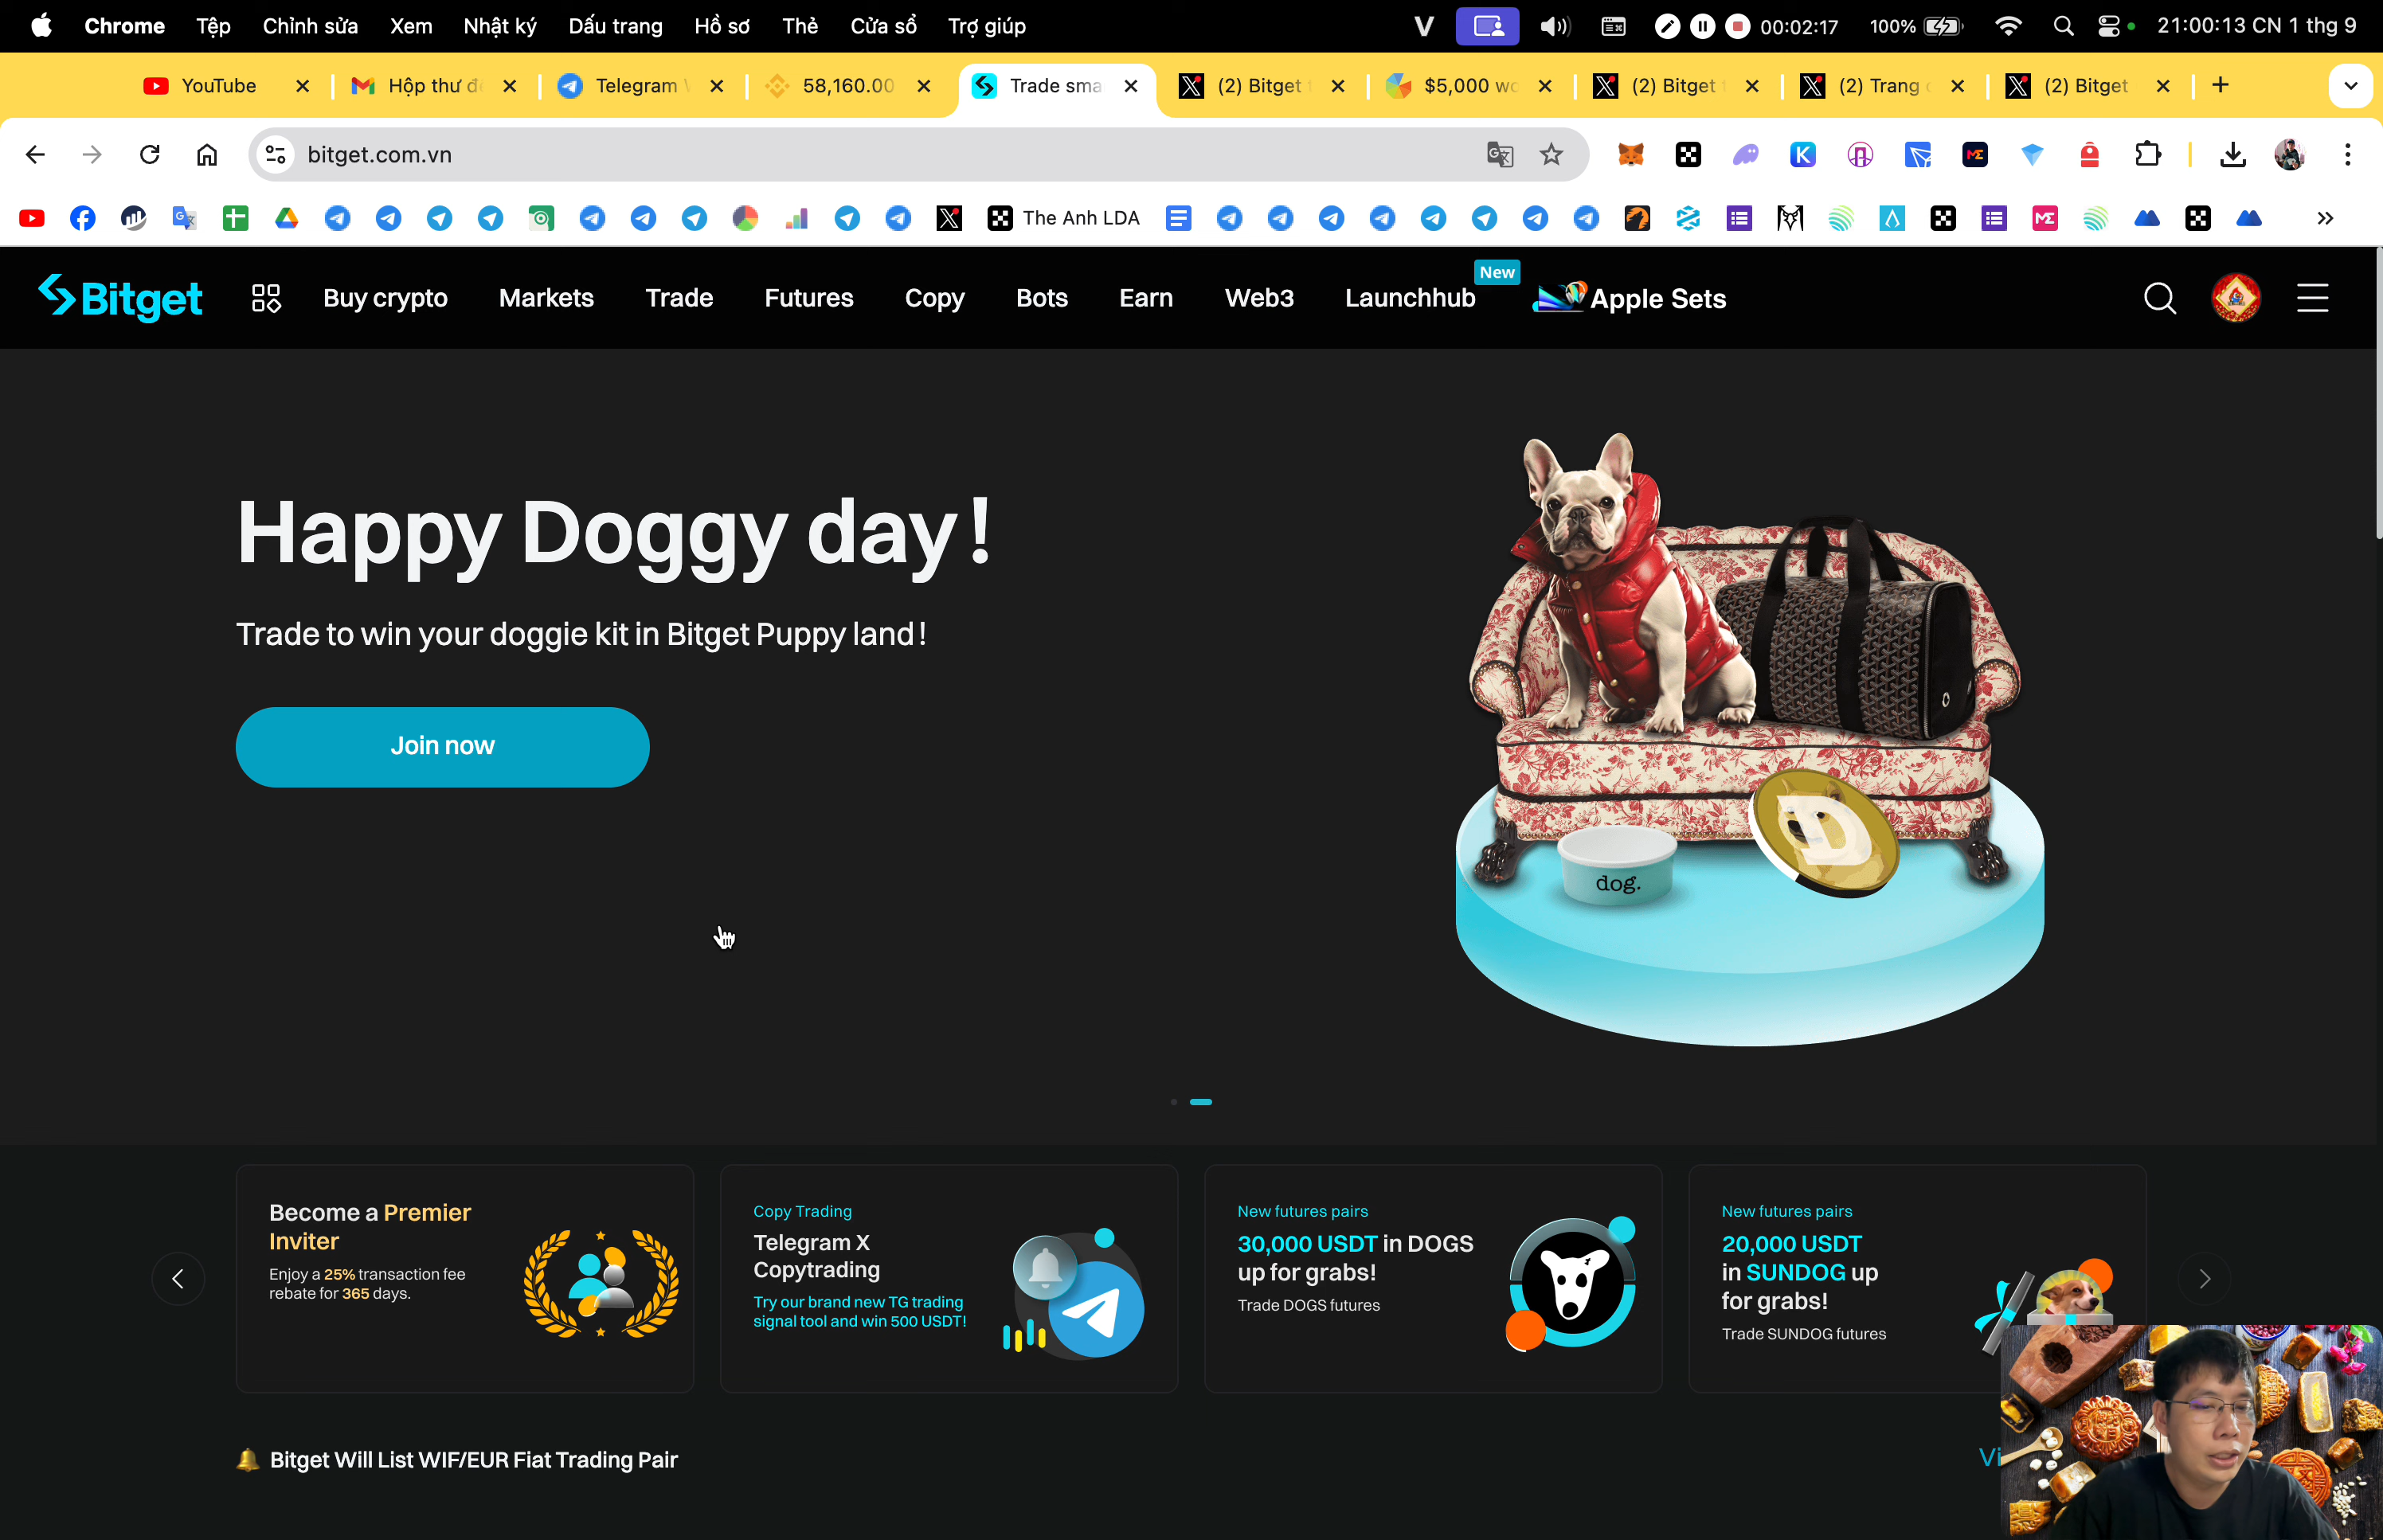 Chrome Tệp Chỉnh sửa Xem Nhật ký Dấu trang Hồ sơ Thẻ Cửa sổ Trợ giúp
00:02:17 100% 21:00:13 CN 1 thg 9
YouTube Hộp thư đ Telegram 58,160.00 Trade sma (2) Bitget $5,000 wo (2) Bitget (2) Trang (2) Bitget
bitget.com.vn
The Anh LDA
Bitget Buy crypto Markets Trade Futures Copy Bots Earn Web3 Launchhub New Apple Sets
Happy Doggy day!
Trade to win your doggie kit in Bitget Puppy land!
Join now
dog.
Become a Premier
Inviter
Enjoy a 25% transaction fee
rebate for 365 days.
Copy Trading
Telegram X
Copytrading
Try our brand new TG trading
signal tool and win 500 USDT!
New futures pairs
30,000 USDT in DOGS
up for grabs!
Trade DOGS futures
New futures pairs
20,000 USDT
in SUNDOG up
for grabs!
Trade SUNDOG futures
Bitget Will List WIF/EUR Fiat Trading Pair
Vi